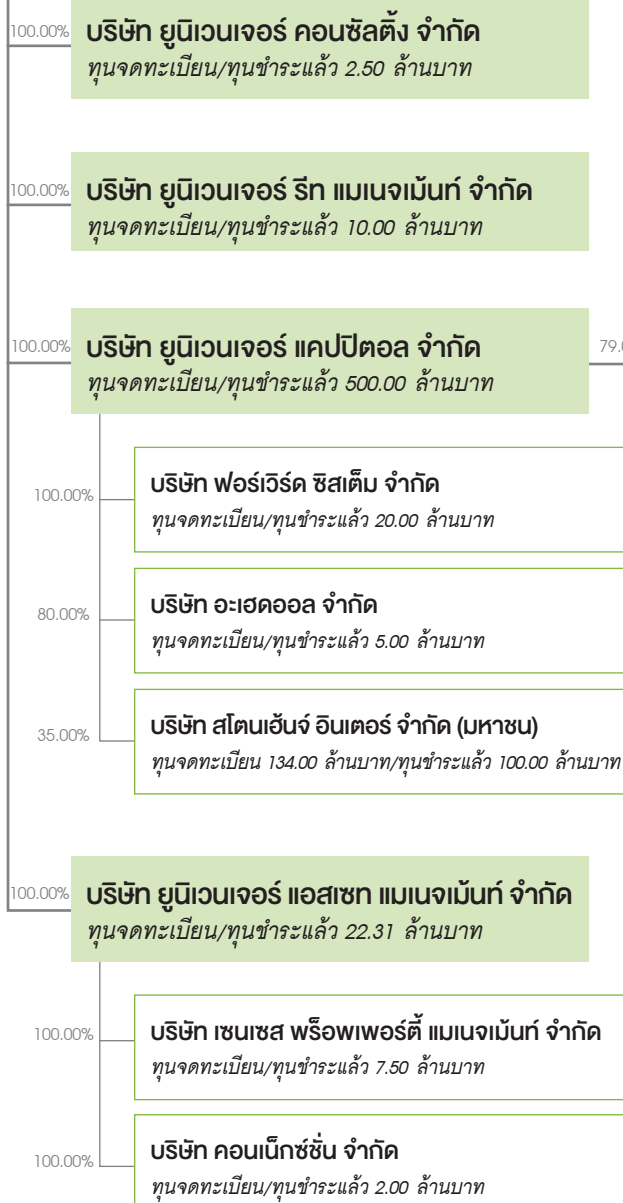 100.00%
บริษัท ยูนิเวนเจอร์ คอนซัลติ้ง จำกัด
ทุนจดทะเบียน/ทุนชำระแล้ว 2.50 ล้านบาท
100.00%
บริษัท ยูนิเวนเจอร์ รีท แมเนจเม้นท์ จำกัด
ทุนจดทะเบียน/ทุนชำระแล้ว 10.00 ล้านบาท
100.00%
บริษัท ยูนิเวนเจอร์ แคปปิตอล จำกัด
ทุนจดทะเบียน/ทุนชำระแล้ว 500.00 ล้านบาท
100.00%
บริษัท ฟอร์เวิร์ด ซิสเต็ม จำกัด
ทุนจดทะเบียน/ทุนชำระแล้ว 20.00 ล้านบาท
80.00%
บริษัท อะเฮดออล จำกัด
ทุนจดทะเบียน/ทุนชำระแล้ว 5.00 ล้านบาท
35.00%
บริษัท สโตนเฮ้นจ์ อินเตอร์ จำกัด (มหาชน)
ทุนจดทะเบียน 134.00 ล้านบาท/ทุนชำระแล้ว 100.00 ล้านบาท
100.00%
บริษัท ยูนิเวนเจอร์ แอสเซท แมเนจเม้นท์ จำกัด
ทุนจดทะเบียน/ทุนชำระแล้ว 22.31 ล้านบาท
100.00%
บริษัท เซนเซส พร็อพเพอร์ตี้ แมเนจเม้นท์ จำกัด
ทุนจดทะเบียน/ทุนชำระแล้ว 7.50 ล้านบาท
100.00%
บริษัท คอนเน็กซ์ชั่น จำกัด
ทุนจดทะเบียน/ทุนชำระแล้ว 2.00 ล้านบาท